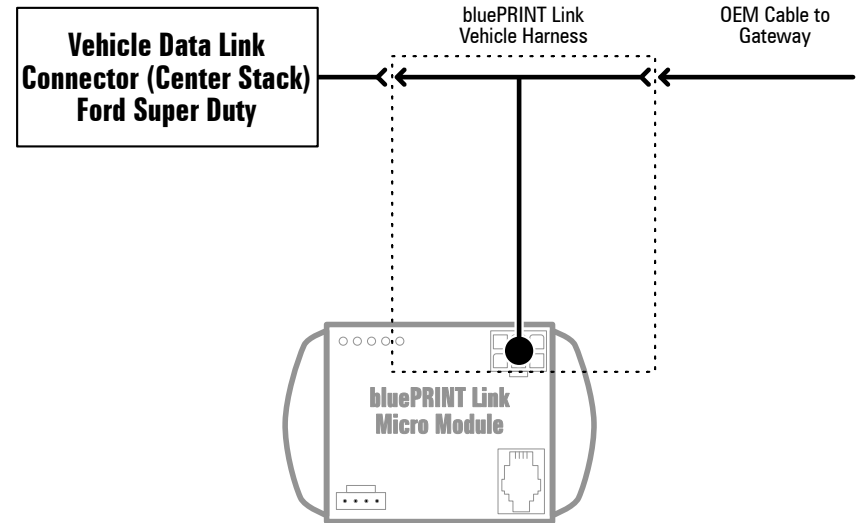 Vehicle Data Link
Connector (Center Stack)
Ford Super Duty
bluePRINT Link
Vehicle Harness
OEM Cable to
Gateway
bluePRINT Link
Micro Module